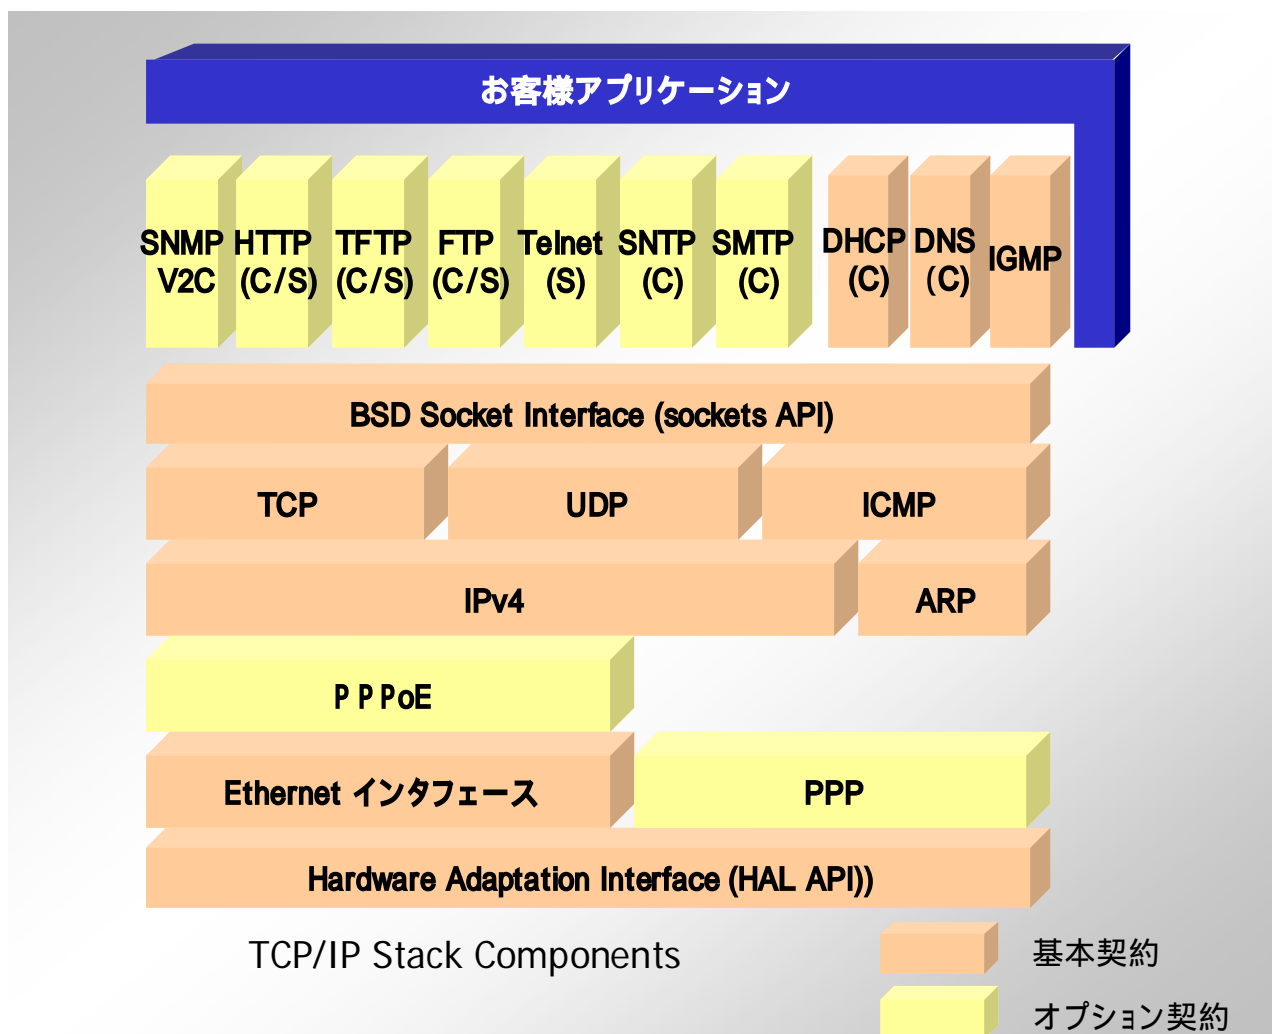 お客様アプリケーション
SNMP V2C
HTTP (C/S)
TFTP (C/S)
FTP (C/S)
Telnet (S)
SNTP (C)
SMTP (C)
DHCP (C)
DNS (C)
IGMP
BSD Socket Interface (sockets API)
TCP
UDP
ICMP
IPv4
ARP
PPPoE
Ethernet インタフェース
PPP
Hardware Adaptation Interface (HAL API))
TCP/IP Stack Components
基本契約
オプション契約